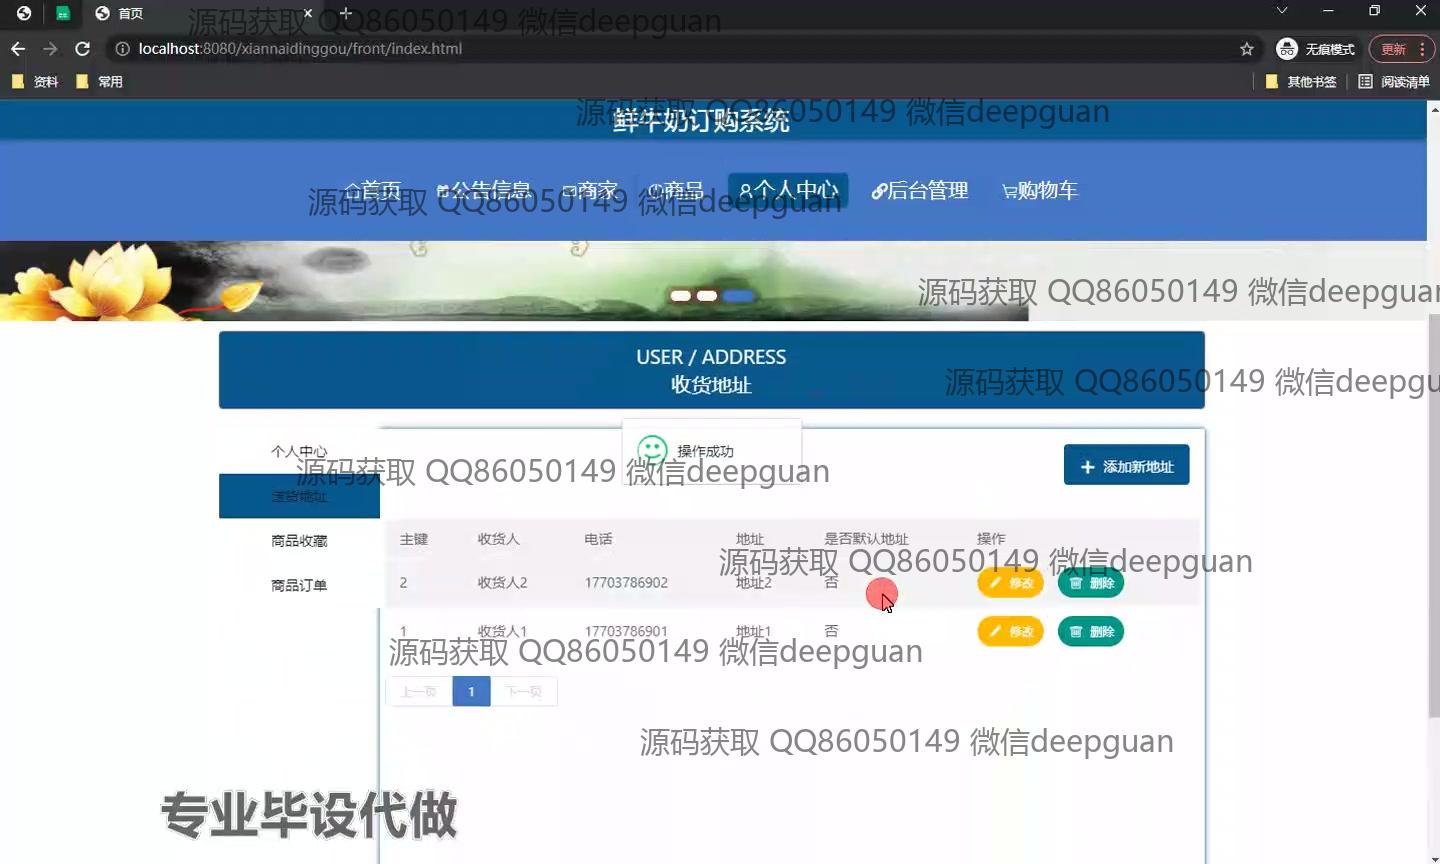 首页
源码获取 QQ86050149 微信deepguan
localhost:8080/xiannaidinggou/front/index.html
无痕模式
更新
资料
常用
其他书签
阅读清单
源码获取 QQ86050149 微信deepguan
鲜牛奶订购系统
首页
公告信息
商家
商品
个人中心
后台管理
购物车
源码获取 QQ86050149 微信deepguan
源码获取 QQ86050149 微信deepguan
USER / ADDRESS
收货地址
源码获取 QQ86050149 微信deepgu
个人中心
操作成功
添加新地址
源码获取 QQ86050149 微信deepguan
送货地址
商品收藏
商品订单
主键 收货人 电话 地址 是否默认地址 操作
源码获取 QQ86050149 微信deepguan
2 收货人2 17703786902 地址2 否 修改 删除
1 收货人1 17703786901 地址1 否 修改 删除
源码获取 QQ86050149 微信deepguan
上一页 1 下一页
源码获取 QQ86050149 微信deepguan
专业毕设代做